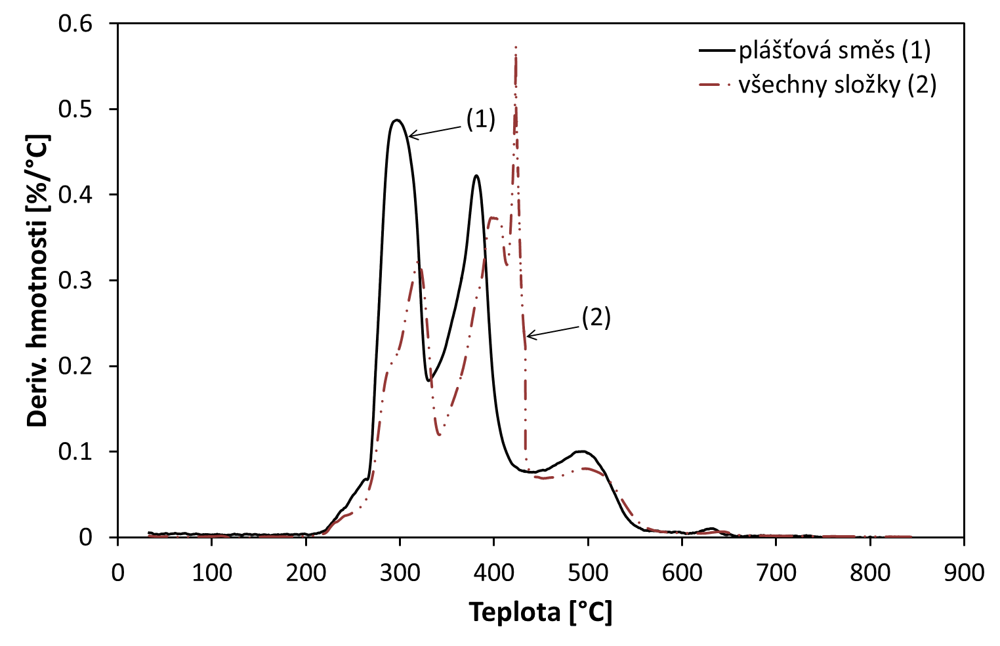 0.6
0.5
0.4
0.3
0.2
0.1
0
Deriv. hmotnosti [%/°C]
plášťová směs (1)
všechny složky (2)
(1)
(2)
0 100 200 300 400 500 600 700 800 900
Teplota [°C]